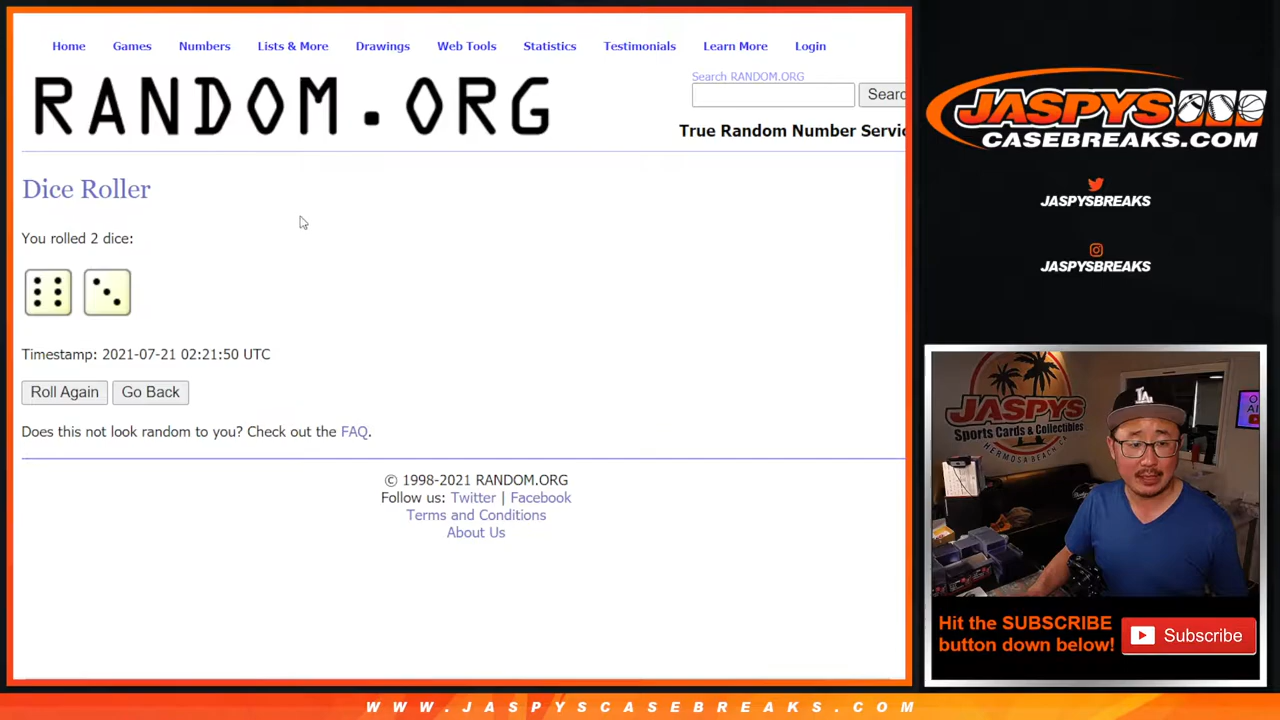 Home Games Numbers Lists & More Drawings Web Tools Statistics Testimonials Learn More Login
RANDOM.ORG
Search RANDOM.ORG
True Random Number Servic
Dice Roller
You rolled 2 dice:
Timestamp: 2021-07-21 02:21:50 UTC
Roll Again Go Back
Does this not look random to you? Check out the FAQ.
© 1998-2021 RANDOM.ORG
Follow us: Twitter | Facebook
Terms and Conditions
About Us
JASPYS
CASEBREAKS.COM
JASPYSBREAKS
JASPYSBREAKS
JASPYS
Sports Cards & Collectibles
HERMOSA BEACH CA
LA
Hit the SUBSCRIBE
button down below!
Subscribe
WWW.JASPYSCASEBREAKS.COM